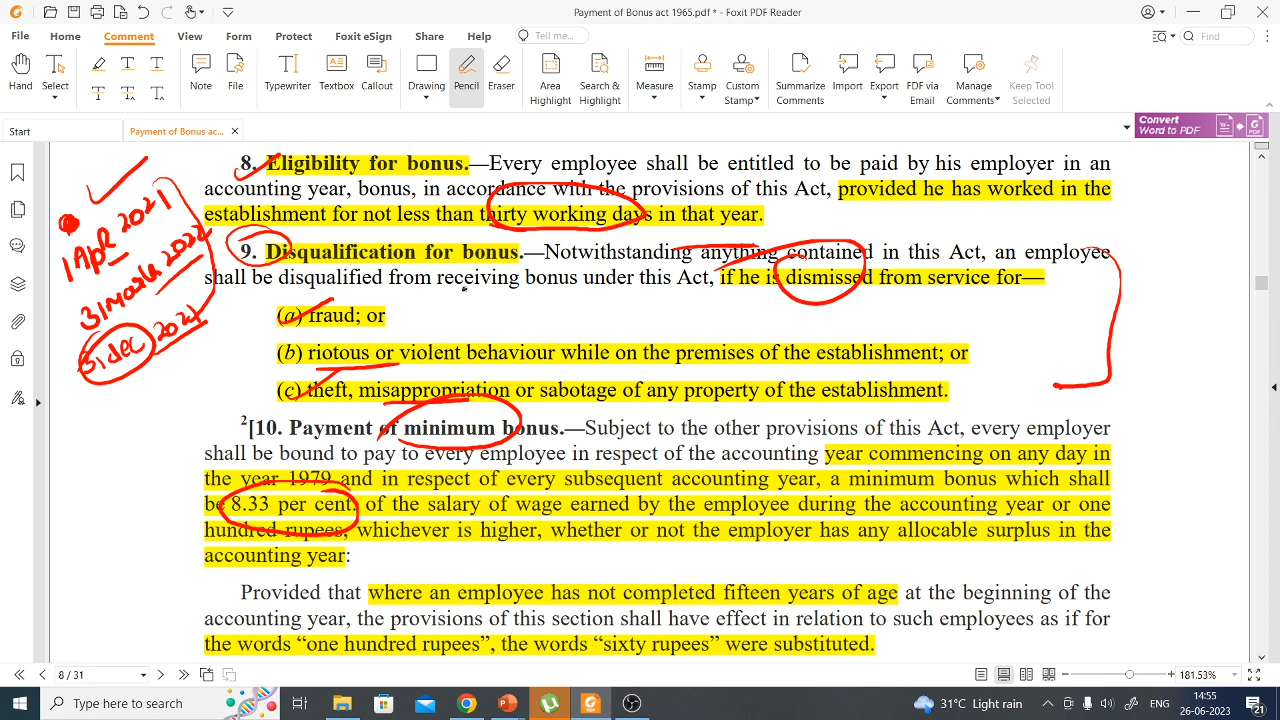 Payment of Bonus act 1965.pdf * - Foxit PDF Reader
File Home Comment View Form Protect Foxit eSign Share Help Tell me... Find
Hand Select Note File Typewriter Textbox Callout Drawing Pencil Eraser Area Highlight Search & Highlight Measure Stamp Custom Stamp Summarize Comments Import Export FDF via Email Manage Comments Keep Tool Selected
Start Payment of Bonus ac... Convert Word to PDF
8. Eligibility for bonus.—Every employee shall be entitled to be paid by his employer in an
accounting year, bonus, in accordance with the provisions of this Act, provided he has worked in the
establishment for not less than thirty working days in that year.
1 Apr 2021
31 March 2022
31 dec 2021
9. Disqualification for bonus.—Notwithstanding anything contained in this Act, an employee
shall be disqualified from receiving bonus under this Act, if he is dismissed from service for—
(a) fraud; or
(b) riotous or violent behaviour while on the premises of the establishment; or
(c) theft, misappropriation or sabotage of any property of the establishment.
2[10. Payment of minimum bonus.—Subject to the other provisions of this Act, every employer
shall be bound to pay to every employee in respect of the accounting year commencing on any day in
the year 1979 and in respect of every subsequent accounting year, a minimum bonus which shall
be 8.33 per cent. of the salary of wage earned by the employee during the accounting year or one
hundred rupees, whichever is higher, whether or not the employer has any allocable surplus in the
accounting year:
Provided that where an employee has not completed fifteen years of age at the beginning of the
accounting year, the provisions of this section shall have effect in relation to such employees as if for
the words “one hundred rupees”, the words “sixty rupees” were substituted.
8 / 31 181.53%
Type here to search 31°C Light rain ENG 14:55
26-06-2023 21